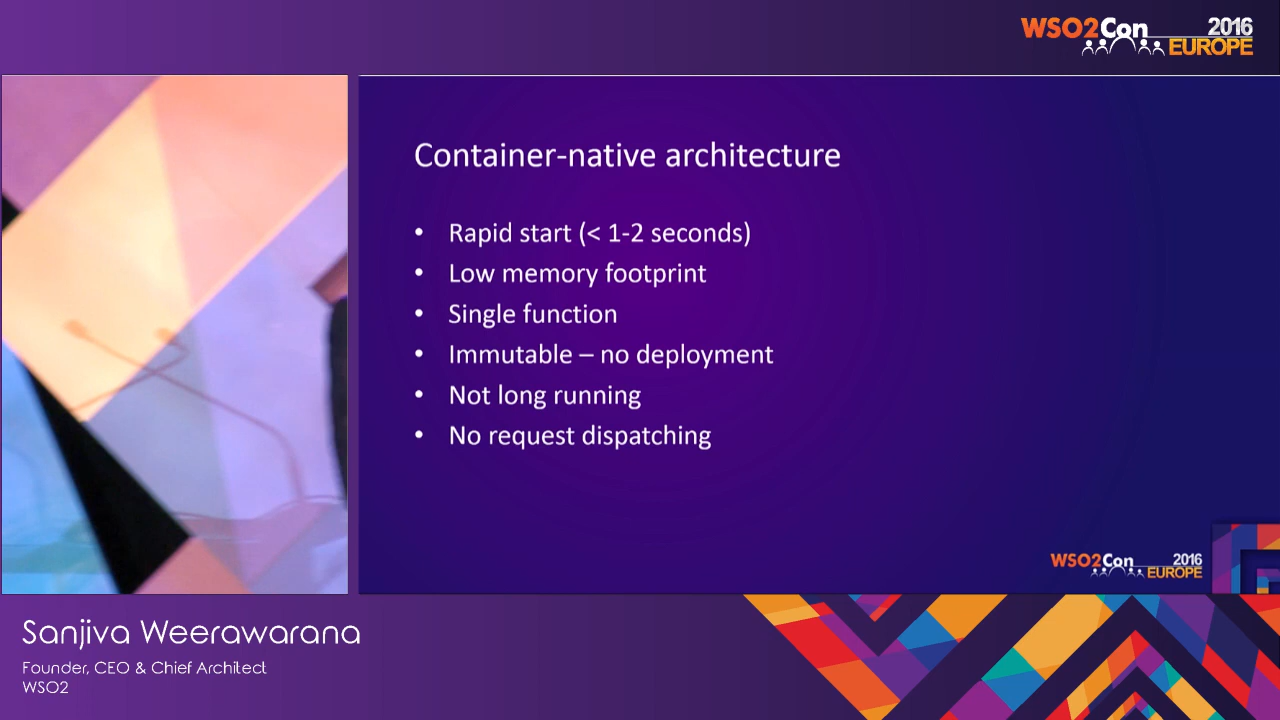 WSO2Con 2016
EUROPE
Container-native architecture
• Rapid start (< 1-2 seconds)
• Low memory footprint
• Single function
• Immutable – no deployment
• Not long running
• No request dispatching
WSO2Con 2016
EUROPE
Sanjiva Weerawarana
Founder, CEO & Chief Architect
WSO2